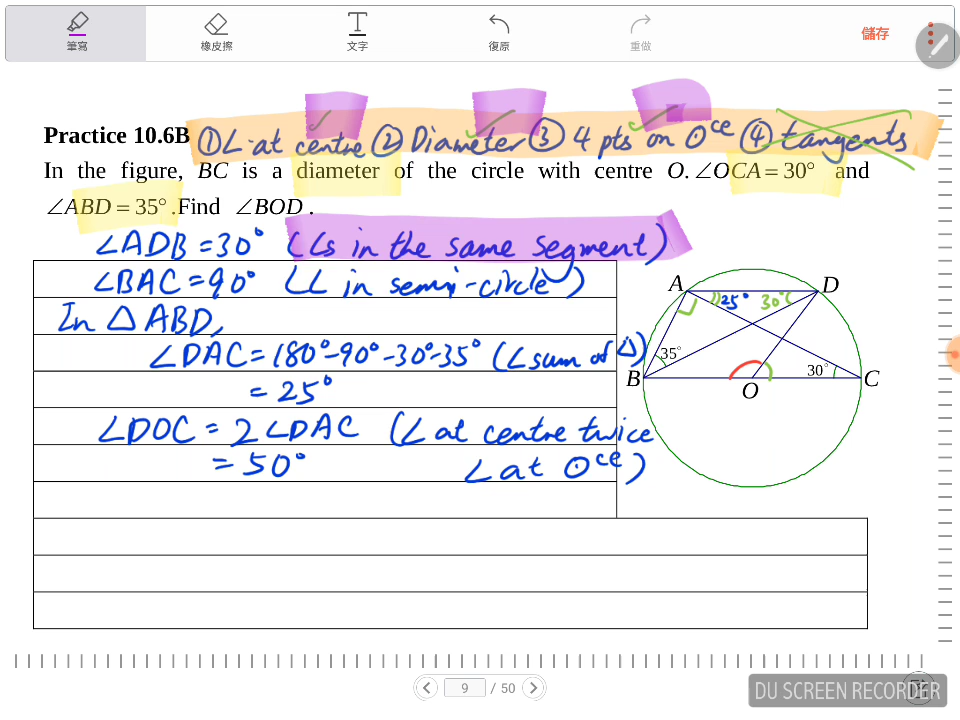 筆寫 橡皮擦 文字 復原 重做 儲存
Practice 10.6B ①∠ at centre ② Diameter ③ 4 pts on ⊙ce ④ tangents
In the figure, BC is a diameter of the circle with centre O. ∠OCA = 30° and
∠ABD = 35° .Find ∠BOD .
∠ADB = 30° (∠s in the same segment)
∠BAC = 90° (∠ in semi-circle)
In △ABD,
∠DAC = 180°-90°-30°-35° (∠ sum of △)
= 25°
∠DOC = 2∠DAC (∠ at centre twice
= 50° ∠ at ⊙ce)
A 25° 30° D
35°
B O 30° C
9 / 50
DU SCREEN RECORDER